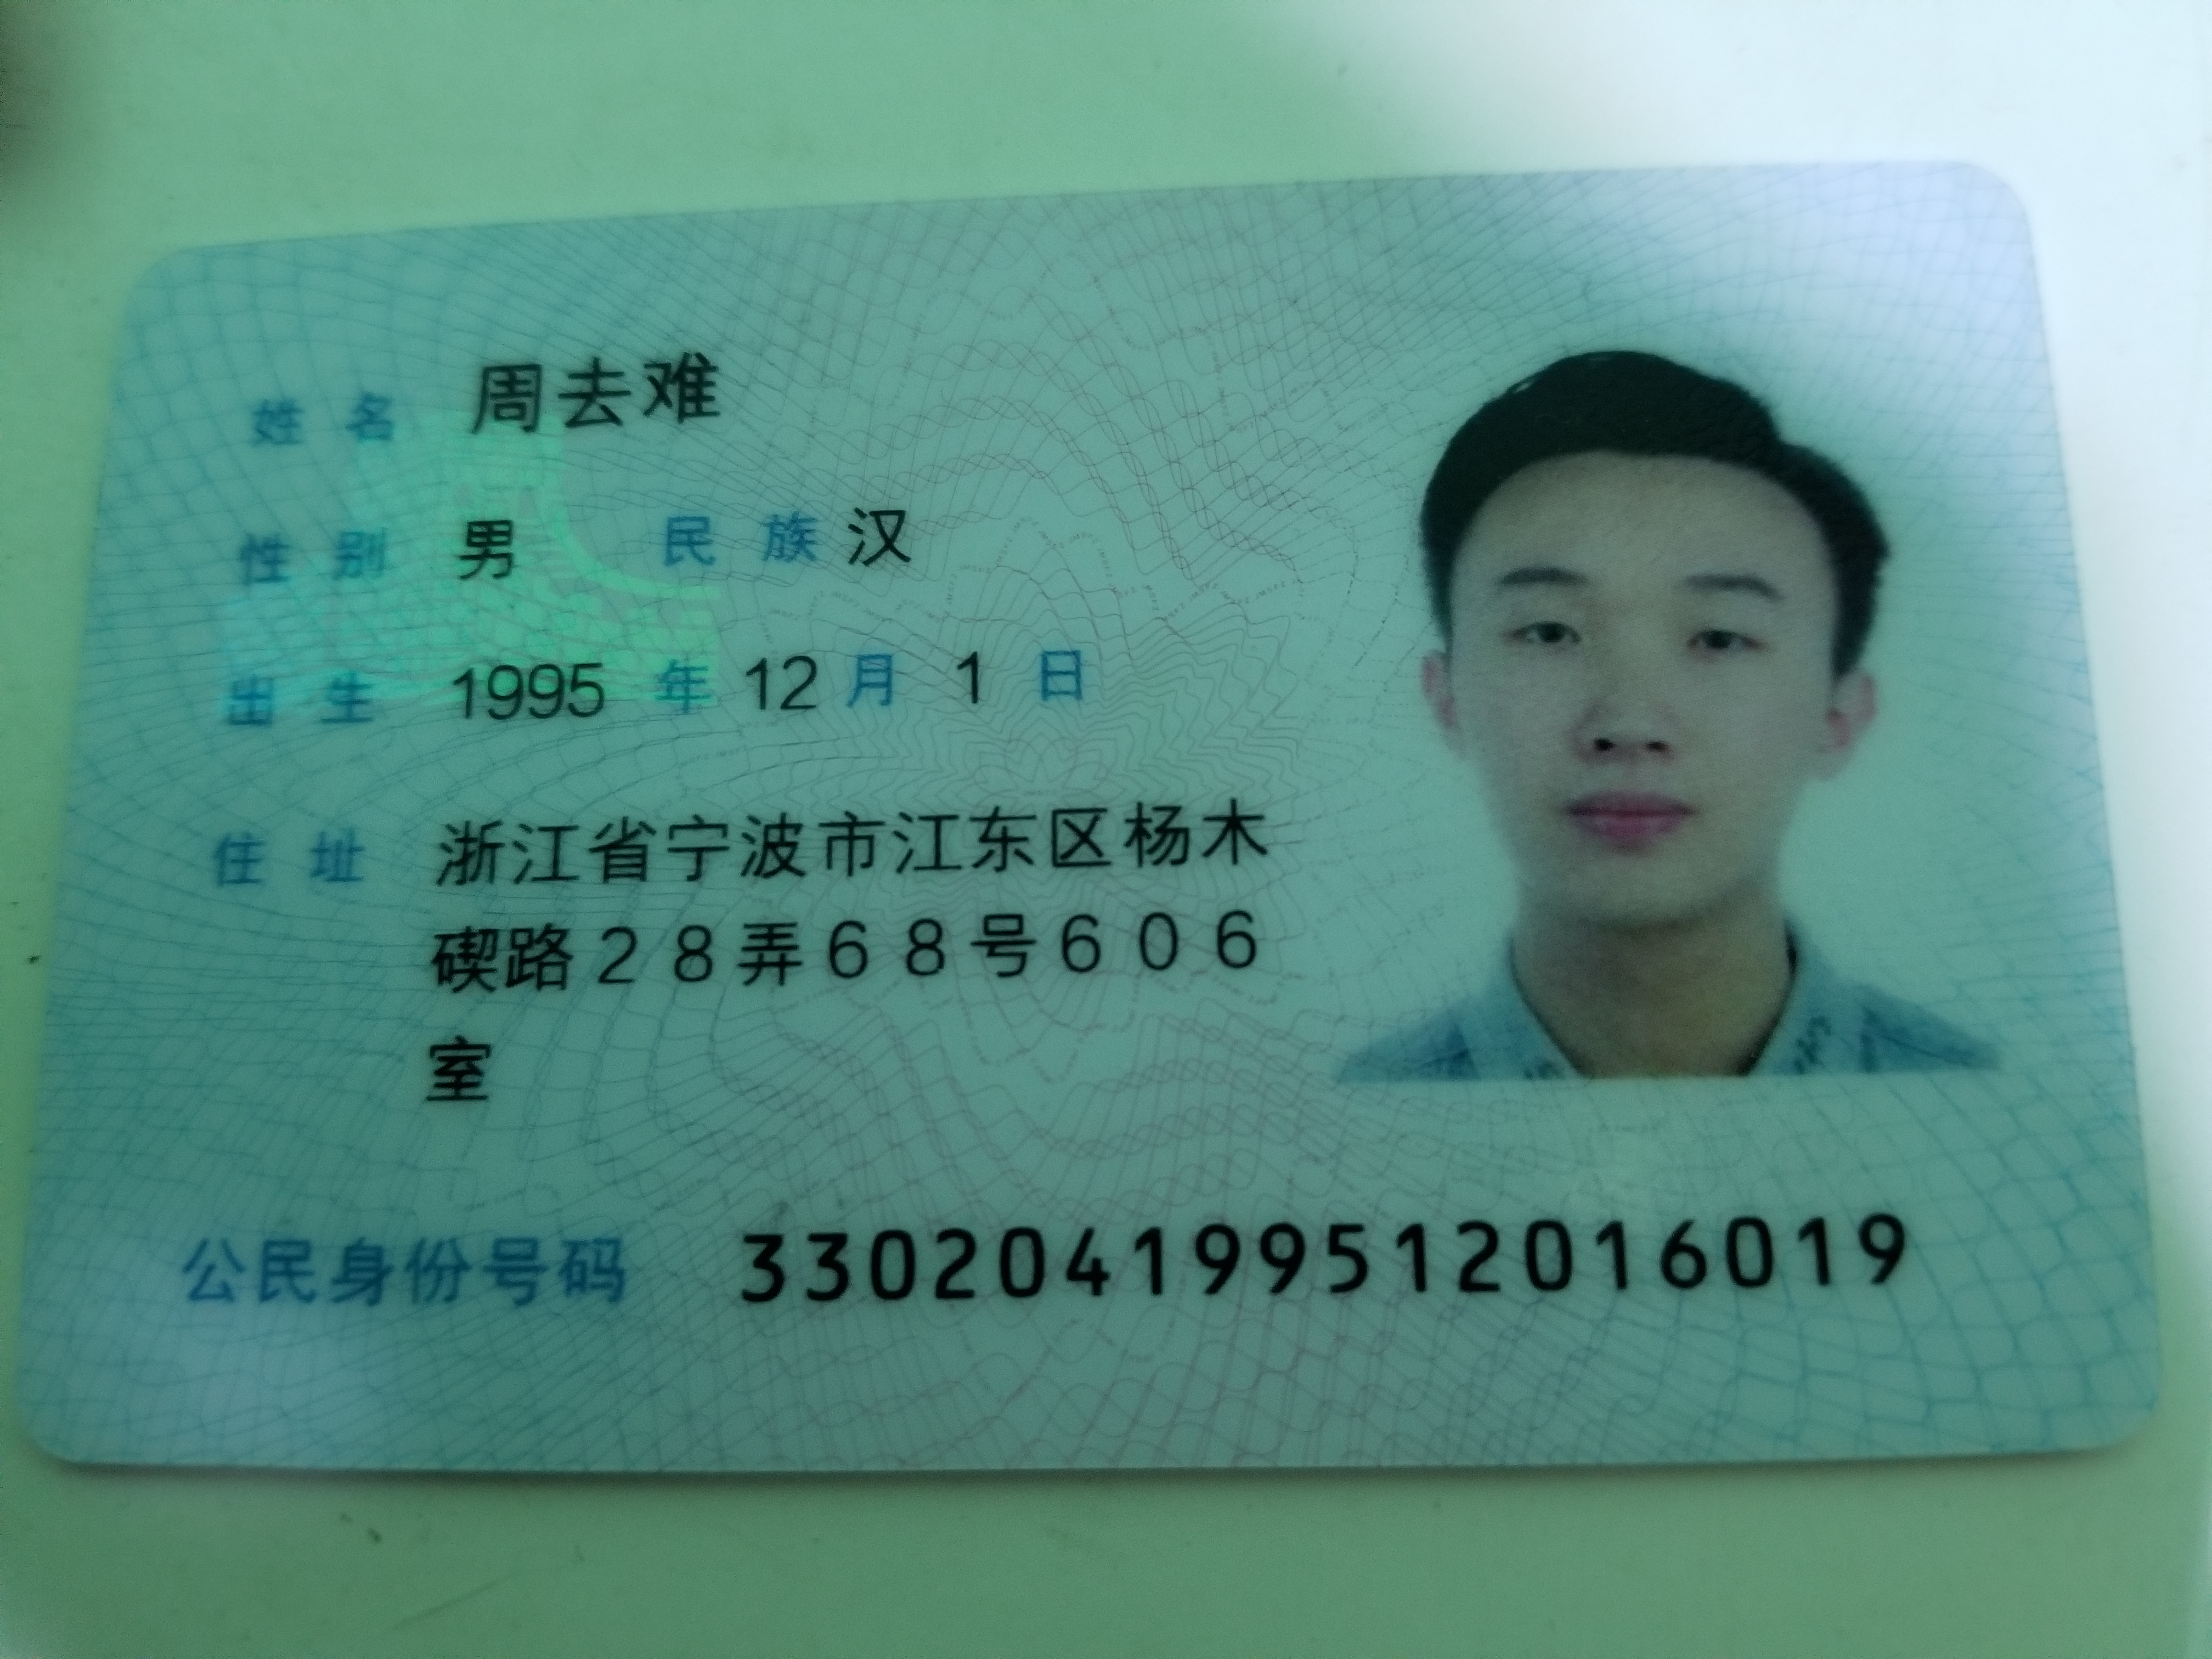 姓名 周去难
性别 男 民族 汉
出生 1995 年 12 月 1 日
住址 浙江省宁波市江东区杨木
碶路28弄68号606
室
公民身份号码 330204199512016019